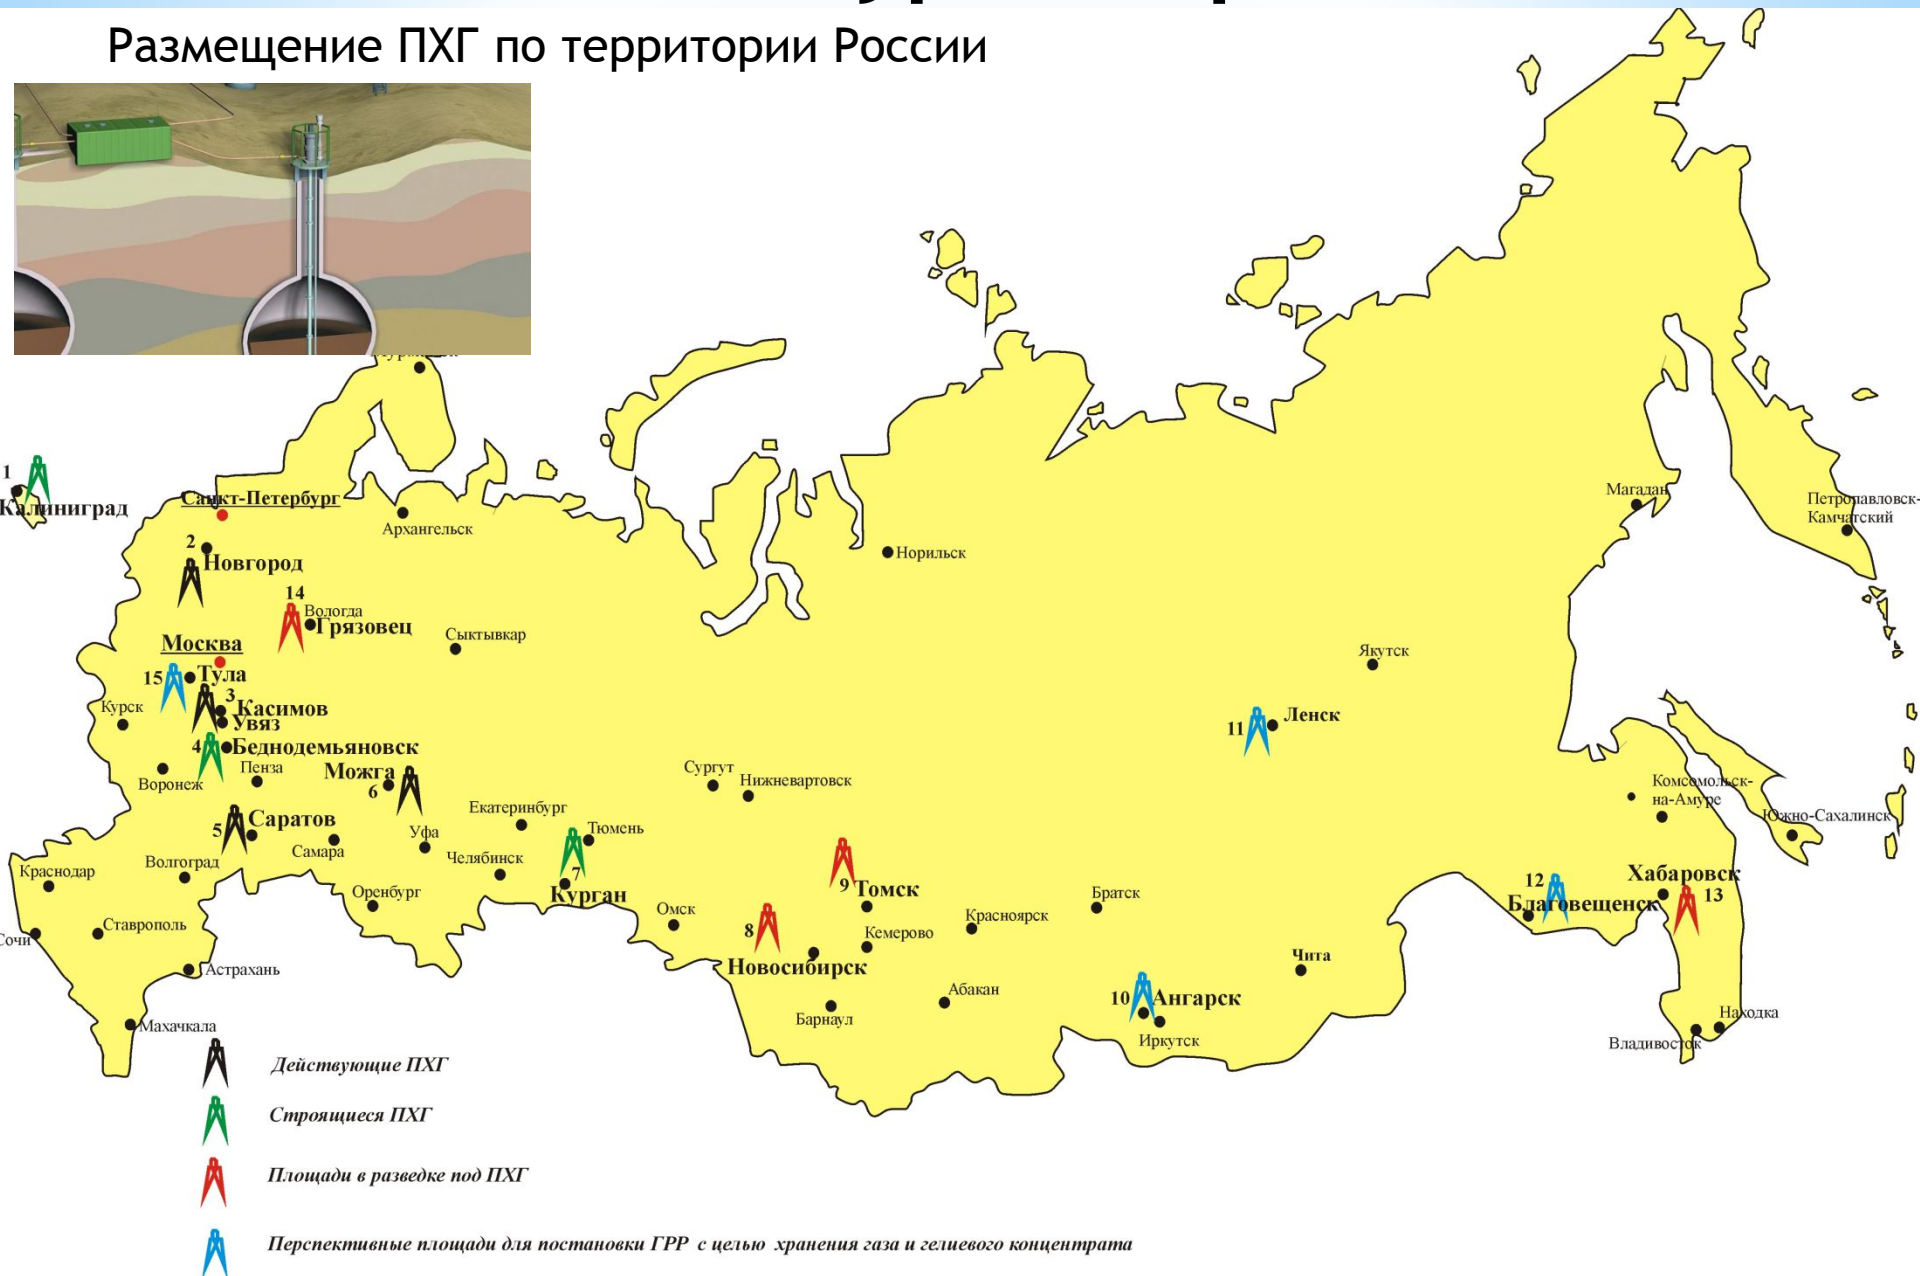 Размещение ПХГ по территории России
1
Калиниград
Санкт-Петербург
Архангельск
2
Новгород
Норильск
Магадан
Петропавловск-
Камчатский
14
Вологда
Грязовец
Сыктывкар
Москва
15
Тула
3
Касимов
Увяз
Курск
Якутск
11
Ленск
4
Беднодемьяновск
Пенза
Воронеж
Можга
6
Сургут
Нижневартовск
Комсомольск-
на-Амуре
Южно-Сахалинск
Екатеринбург
5
Саратов
Уфа
Тюмень
Самара
Волгоград
Челябинск
7
Курган
Краснодар
Оренбург
9
Томск
Братск
12
Благовещенск
Хабаровск
13
Омск
Красноярск
8
Кемерово
Новосибирск
Ставрополь
Сочи
Астрахань
Чита
Абакан
10
Ангарск
Барнаул
Иркутск
Махачкала
Находка
Владивосток
Действующие ПХГ
Строящиеся ПХГ
Площади в разведке под ПХГ
Перспективные площади для постановки ГРР с целью хранения газа и гелиевого концентрата